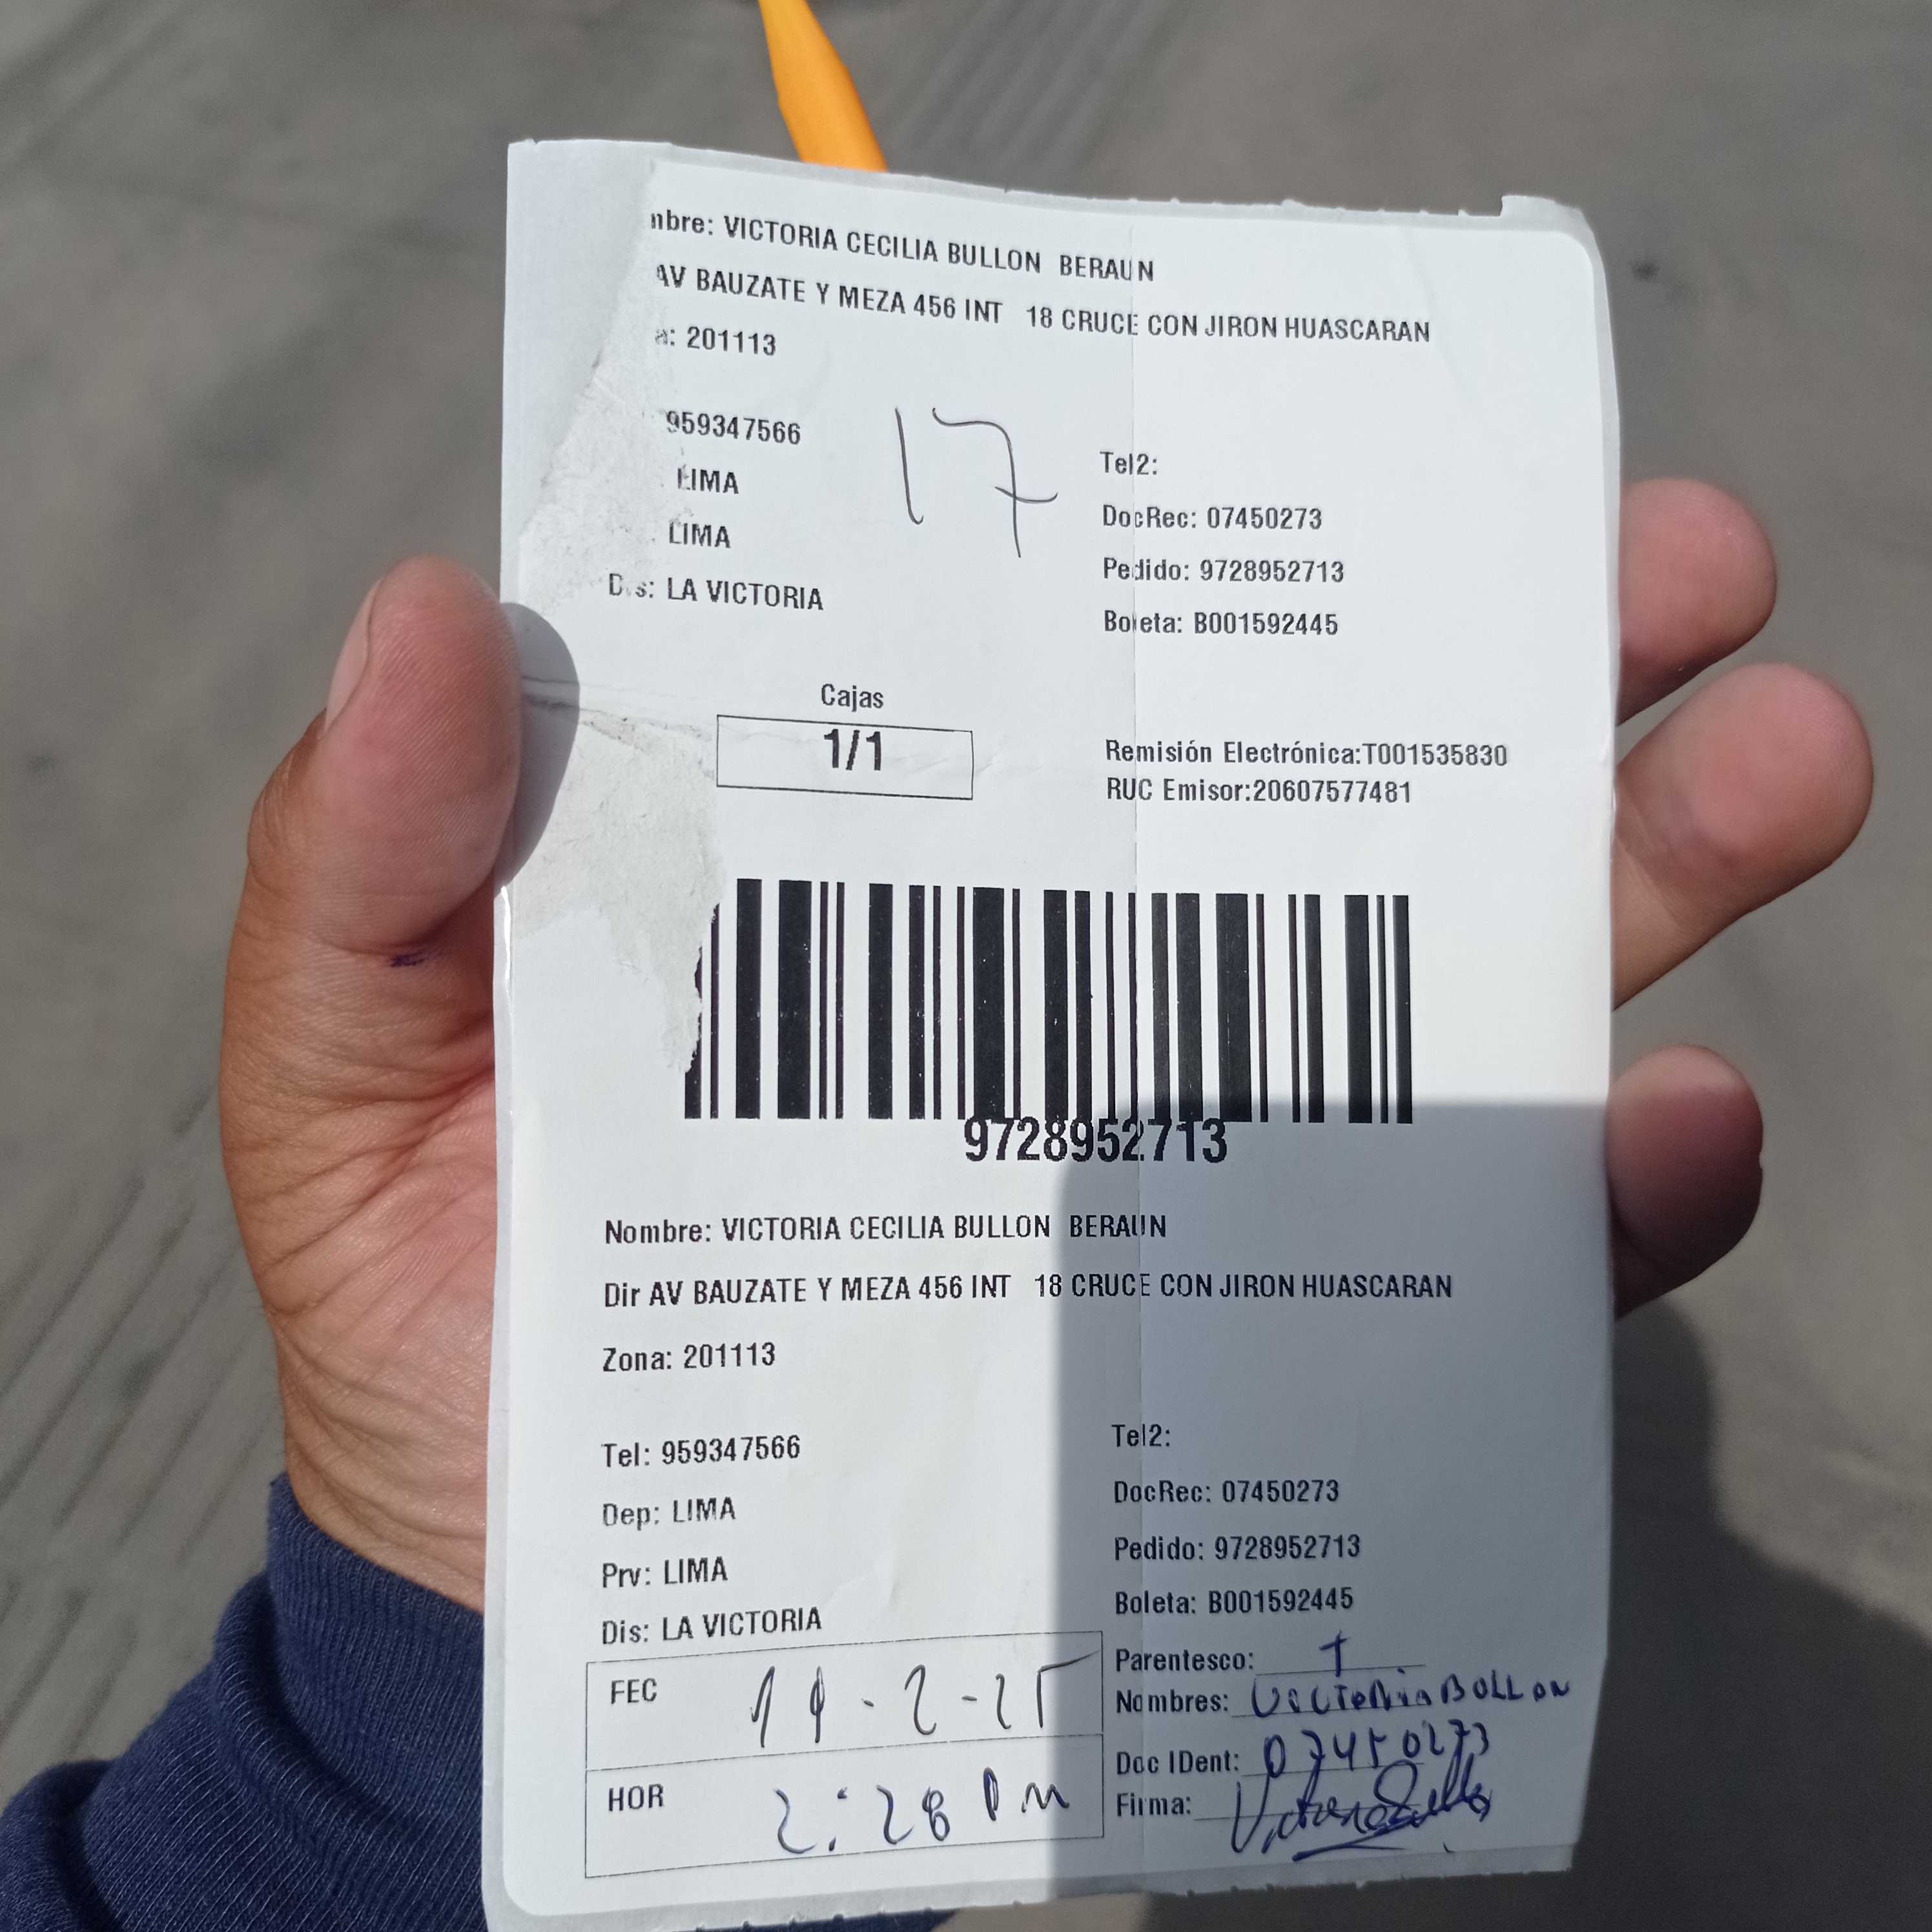 nbre: VICTORIA CECILIA BULLON BERAUN
AV BAUZATE Y MEZA 456 INT 18 CRUCE CON JIRON HUASCARAN
a: 201113
17
959347566
Tel2:
LIMA
DocRec: 07450273
LIMA
Pedido: 9728952713
Dis: LA VICTORIA
Boleta: B001592445
Cajas
1/1
Remisión Electrónica:T001535830
RUC Emisor:20607577481
9728952713
Nombre: VICTORIA CECILIA BULLON BERAUN
Dir AV BAUZATE Y MEZA 456 INT 18 CRUCE CON JIRON HUASCARAN
Zona: 201113
Tel: 959347566
Tel2:
Dep: LIMA
DocRec: 07450273
Prv: LIMA
Pedido: 9728952713
Dis: LA VICTORIA
Boleta: B001592445
Parentesco: T
FEC
Nombres: VICTORIA BOLLON
Doc IDent: 07450273
HOR 2:28 PM
Firma: